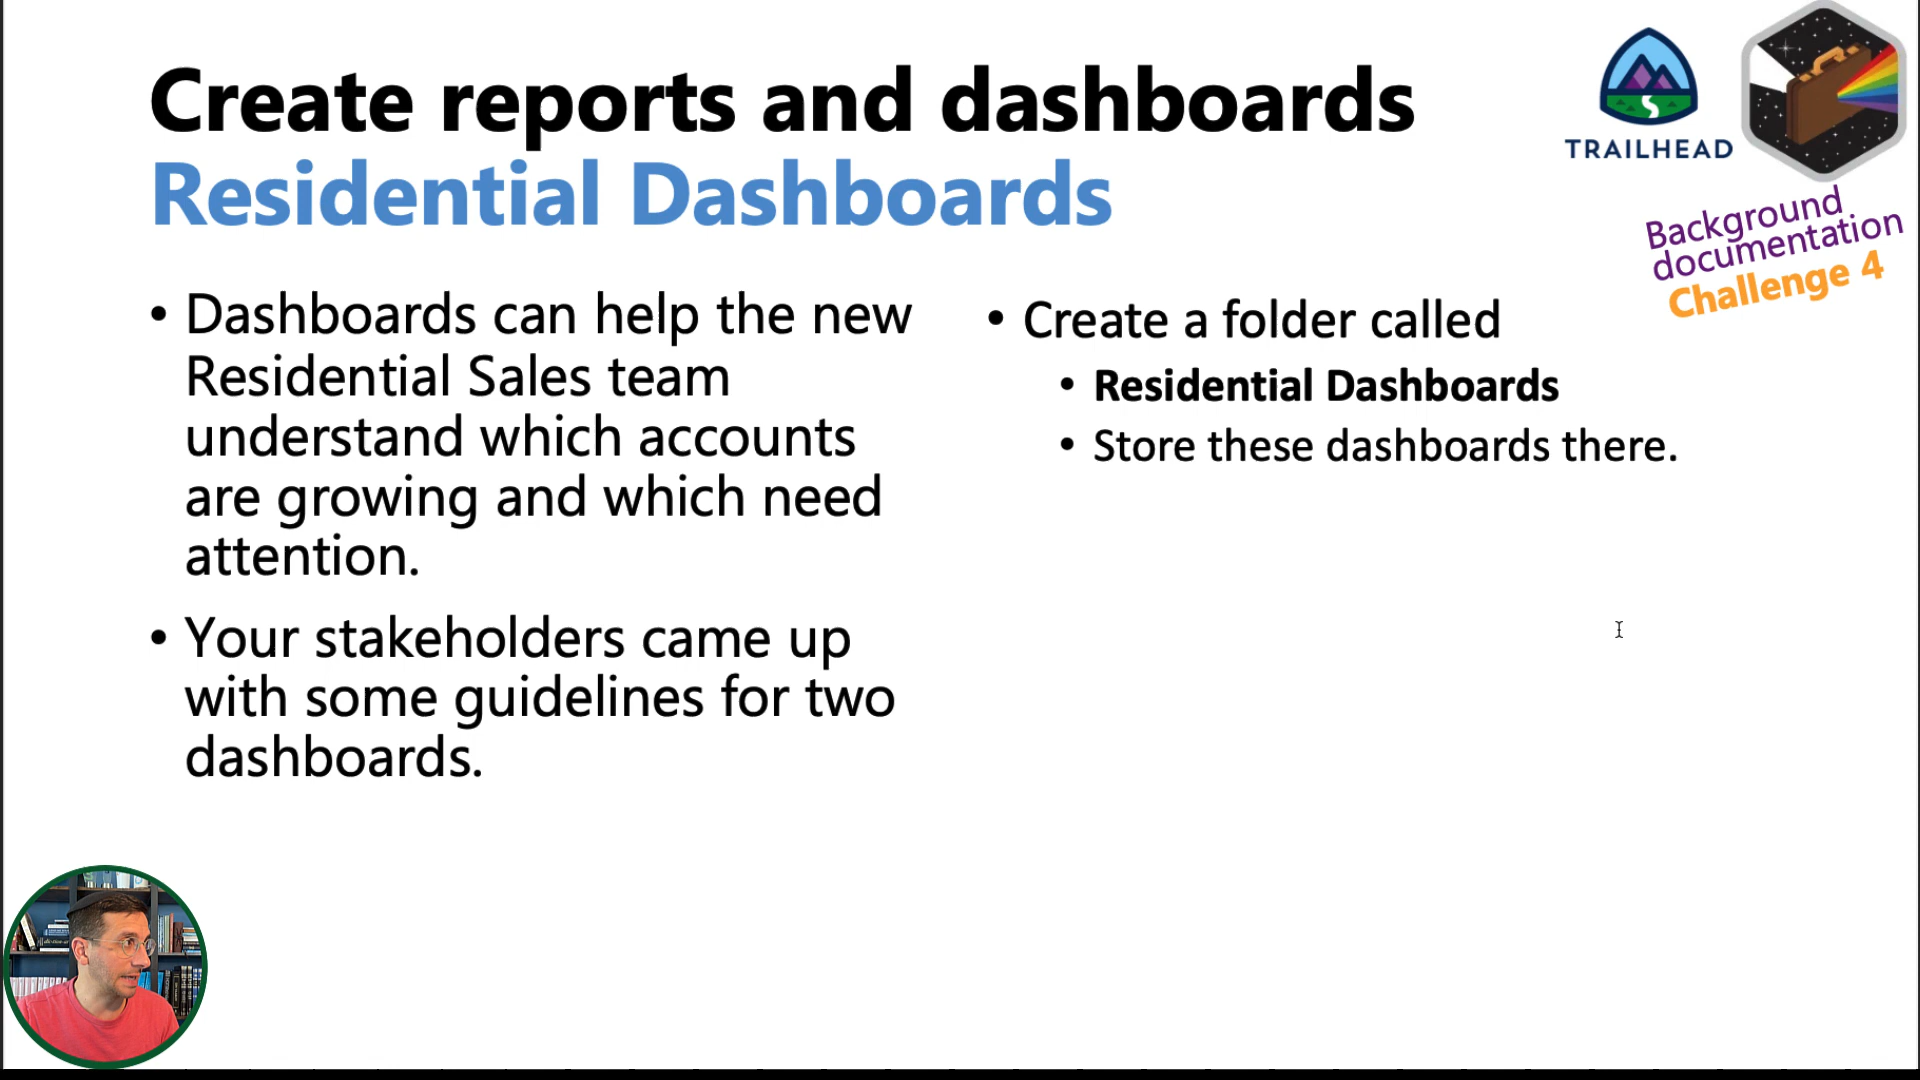 Create reports and dashboards
Residential Dashboards
TRAILHEAD
Background
documentation
Challenge 4
• Dashboards can help the new
Residential Sales team
understand which accounts
are growing and which need
attention.
• Your stakeholders came up
with some guidelines for two
dashboards.
• Create a folder called
• Residential Dashboards
• Store these dashboards there.